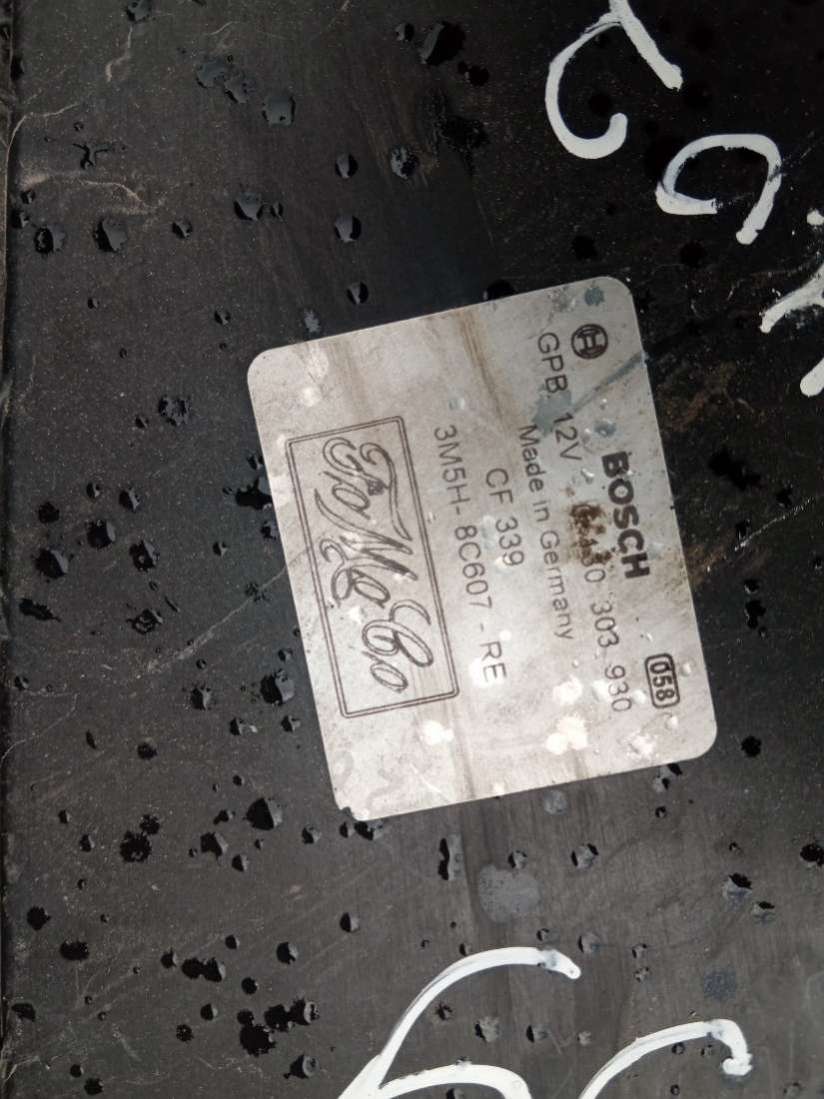 BOSCH
058
GPB, 12V 0 130 303 930
Made in Germany
CF 339
3M5H- 8C607 - RE
FoMoCo